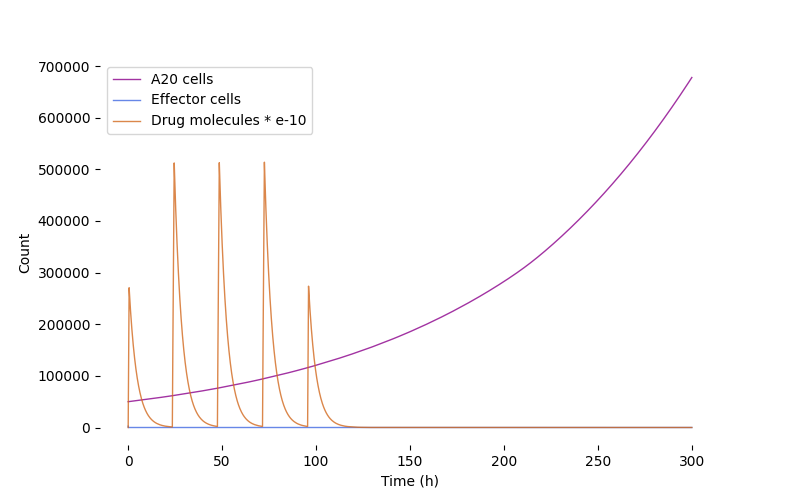 700000
600000
500000
400000
300000
200000
100000
0
Count
A20 cells
Effector cells
Drug molecules * e-10
0 50 100 150 200 250 300
Time (h)